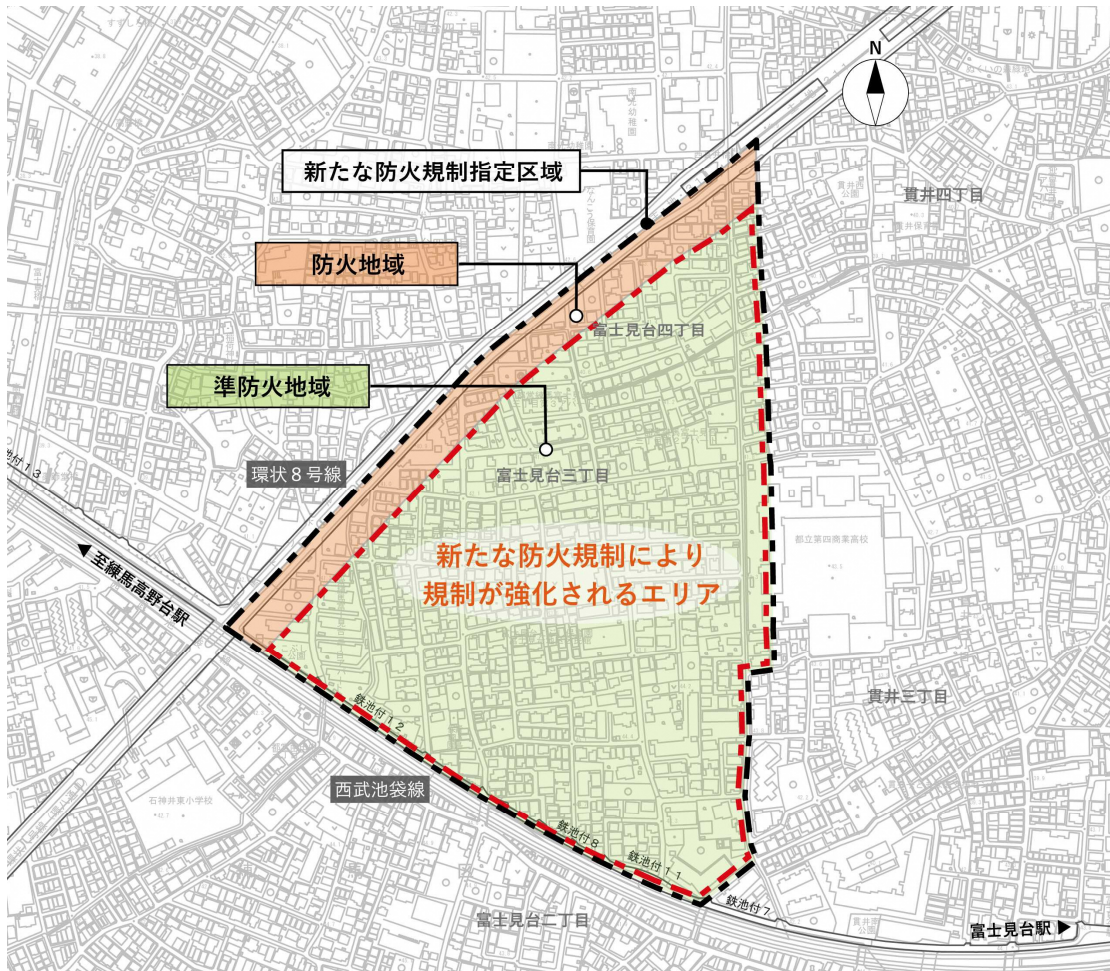 N
南光幼稚園
新たな防火規制指定区域
貫井四丁目
防火地域
富士見台四丁目
準防火地域
環状8号線
富士見台三丁目
都立第四商業高校
新たな防火規制により
規制が強化されるエリア
至練馬高野台駅
貫井三丁目
鉄池付12
西武池袋線
石神井東小学校
鉄池付8
鉄池付11
鉄池付7
富士見台二丁目
富士見台駅